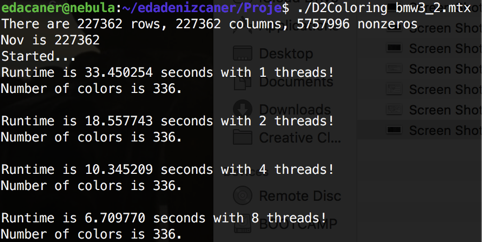 edacaner@nebula:~/edadenizcaner/Proje$ ./D2Coloring bmw3_2.mtx
There are 227362 rows, 227362 columns, 5757996 nonzeros
Nov is 227362
Started...
Runtime is 33.450254 seconds with 1 threads!
Number of colors is 336.
Runtime is 18.557743 seconds with 2 threads!
Number of colors is 336.
Runtime is 10.345209 seconds with 4 threads!
Number of colors is 336.
Runtime is 6.709770 seconds with 8 threads!
Number of colors is 336.
Applications
Desktop
Documents
Downloads
Creative Cl...
Remote Disc
BOOTCAMP
Screen Shot
Screen Shot
Screen Shot
Screen Shot
Screen Shot
Screen Shot